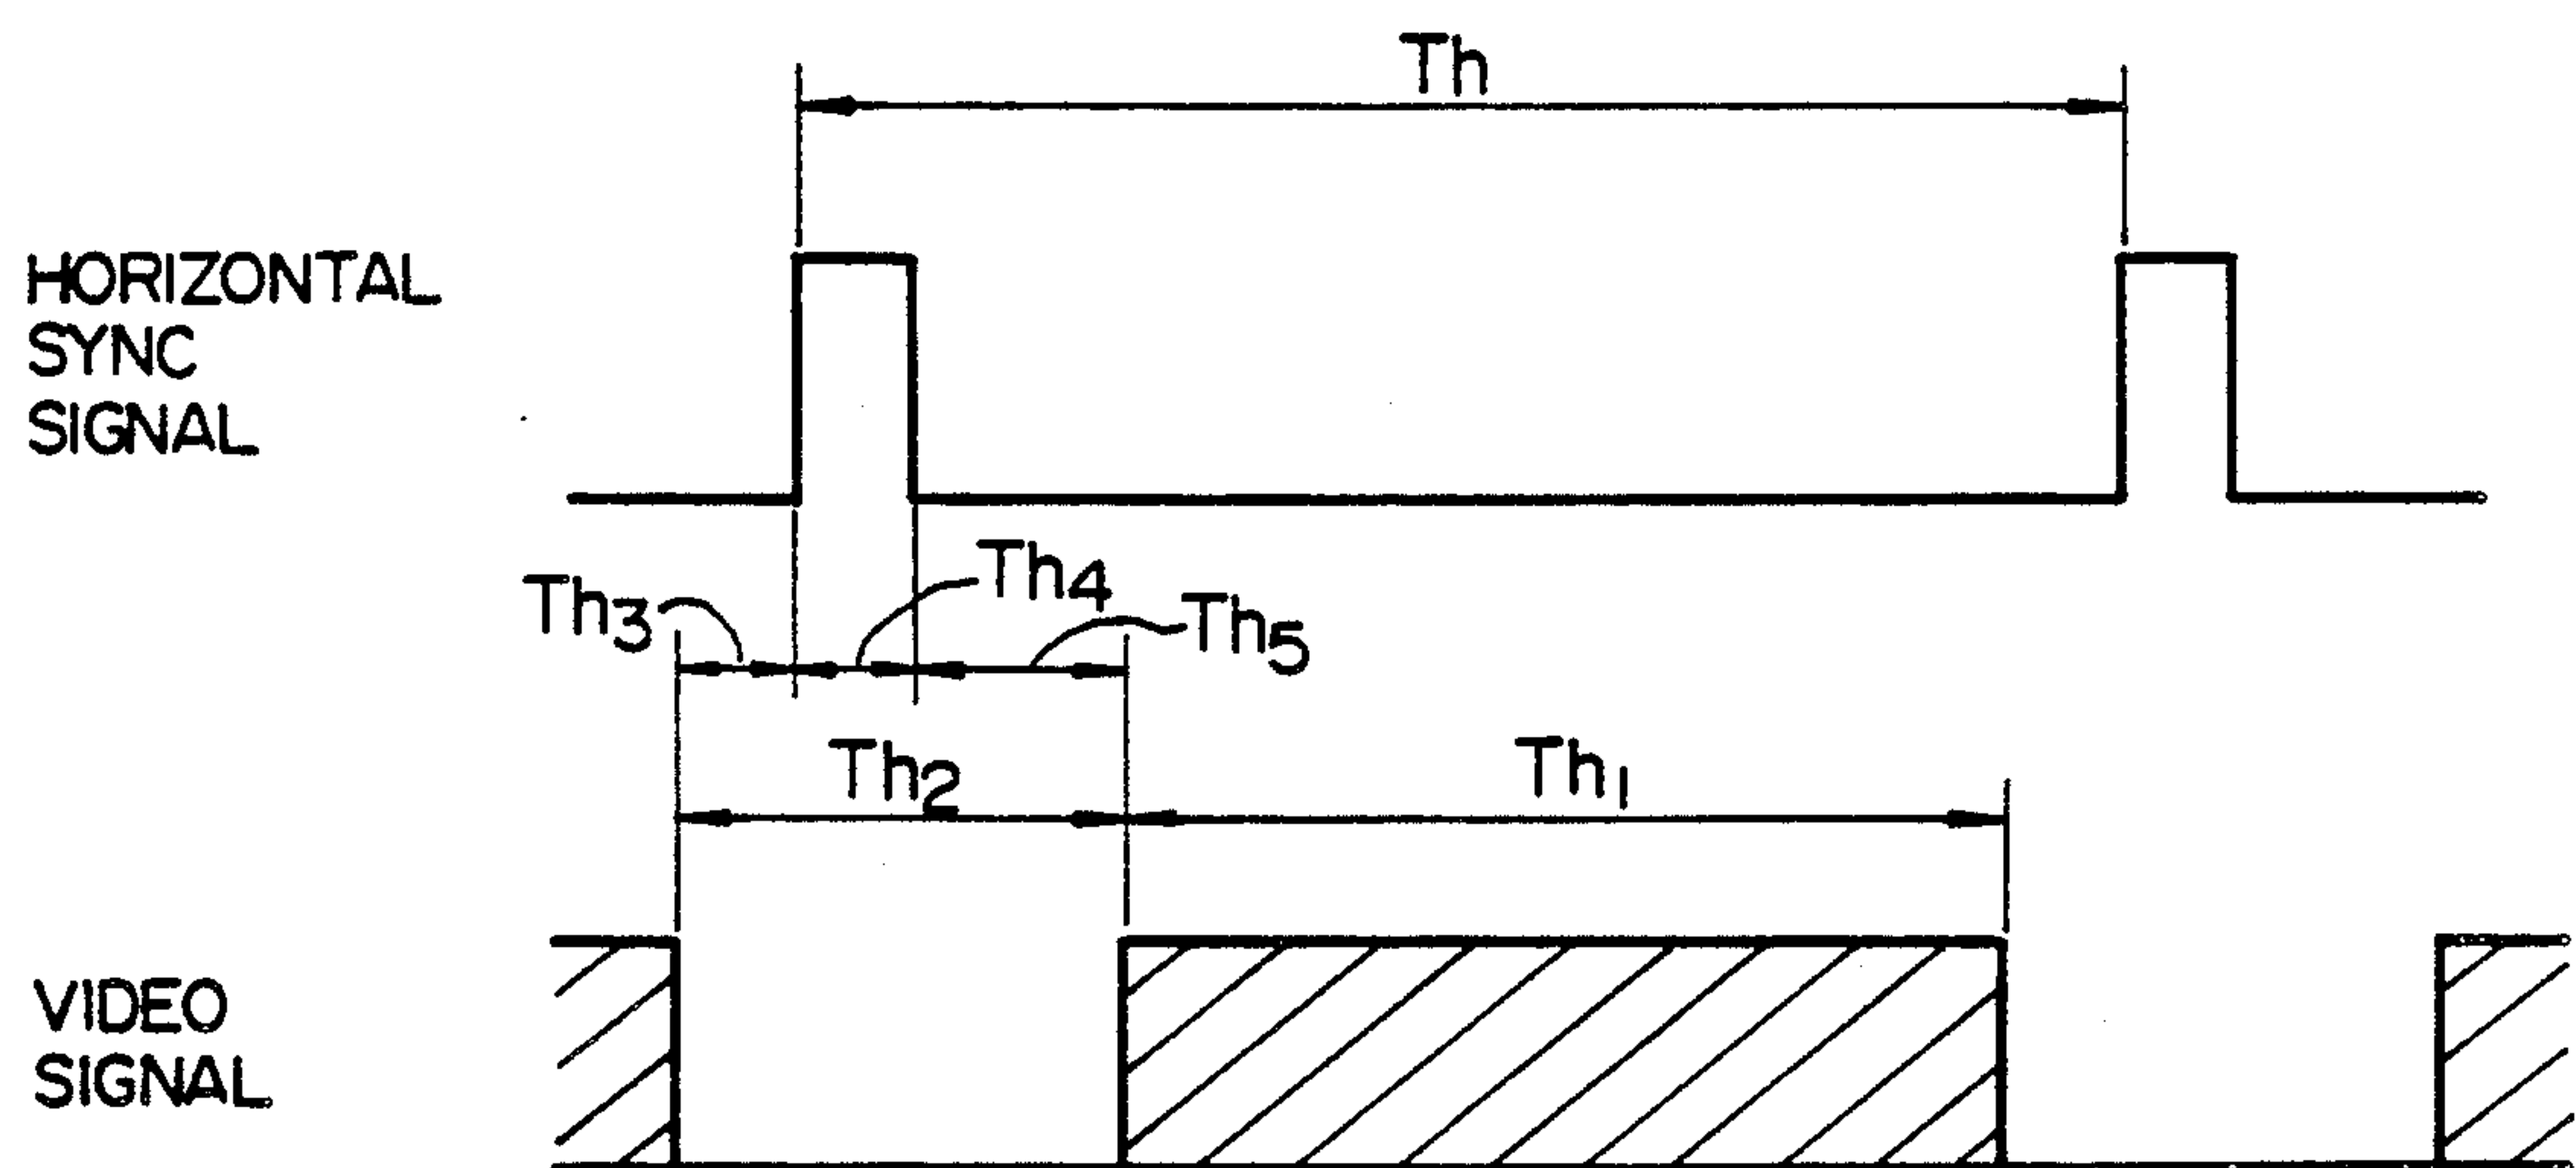 Th
HORIZONTAL
SYNC
SIGNAL
Th3
Th4
Th5
Th2
Th1
VIDEO
SIGNAL